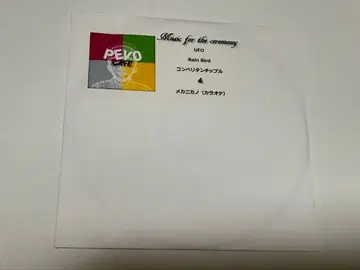 PEKO
CAFE
Music for the ceremony
UFO
Rain Bird
コンペリタンチップル
&
メカニカノ（カラオケ）